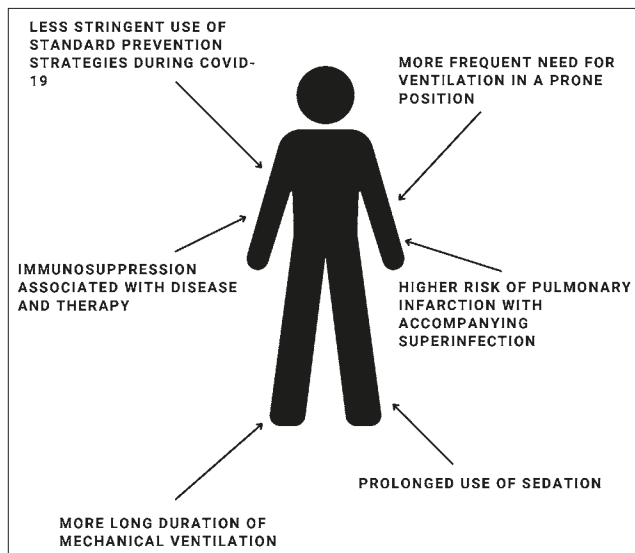 LESS STRINGENT USE OF
STANDARD PREVENTION
STRATEGIES DURING COVID-
19
MORE FREQUENT NEED FOR
VENTILATION IN A PRONE
POSITION
IMMUNOSUPPRESSION
ASSOCIATED WITH DISEASE
AND THERAPY
HIGHER RISK OF PULMONARY
INFARCTION WITH
ACCOMPANYING
SUPERINFECTION
PROLONGED USE OF SEDATION
MORE LONG DURATION OF
MECHANICAL VENTILATION